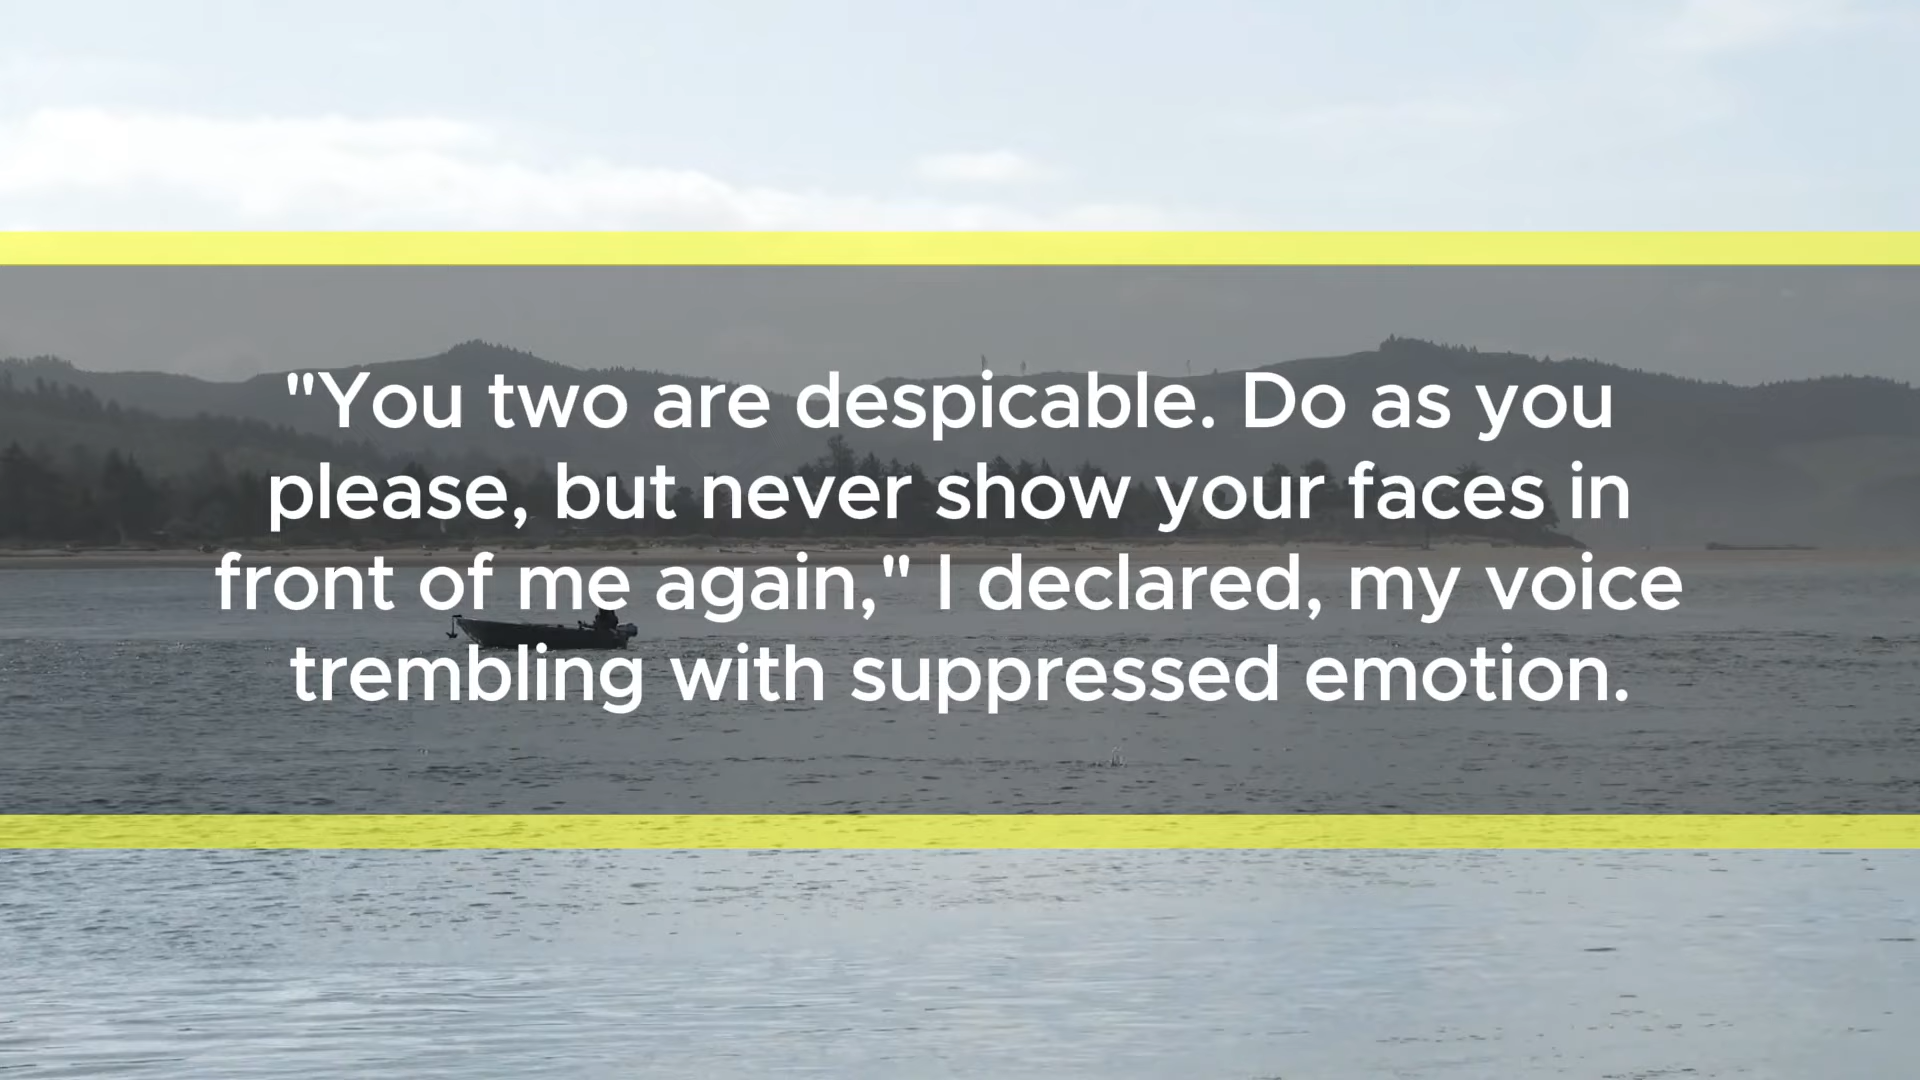 "You two are despicable. Do as you
please, but never show your faces in
front of me again," I declared, my voice
trembling with suppressed emotion.